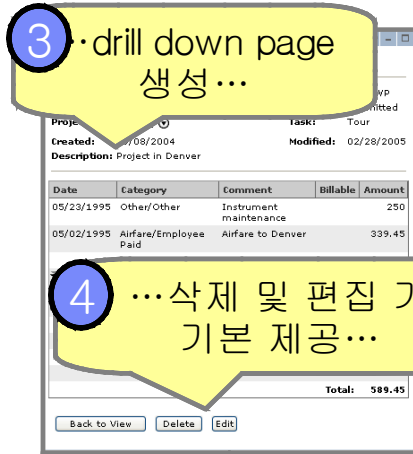 3 …drill down page
생성…
Task: Tour
Created: /08/2004 Modified: 02/28/2005
Description: Project in Denver
Date Category Comment Billable Amount
05/23/1995 Other/Other Instrument maintenance 250
05/02/1995 Airfare/Employee Paid Airfare to Denver 339.45
4 …삭제 및 편집
기본 제공…
Total: 589.45
Back to View Delete Edit